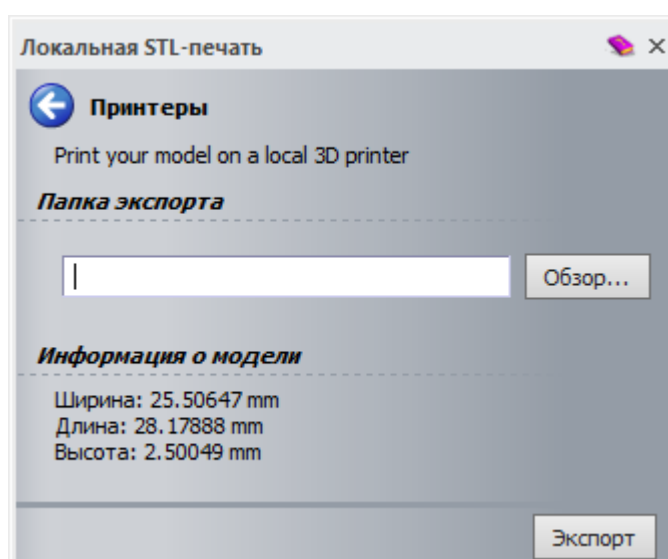 Локальная STL-печать
Принтеры
Print your model on a local 3D printer
Папка экспорта
Обзор...
Информация о модели
Ширина: 25.50647 mm
Длина: 28.17888 mm
Высота: 2.50049 mm
Экспорт